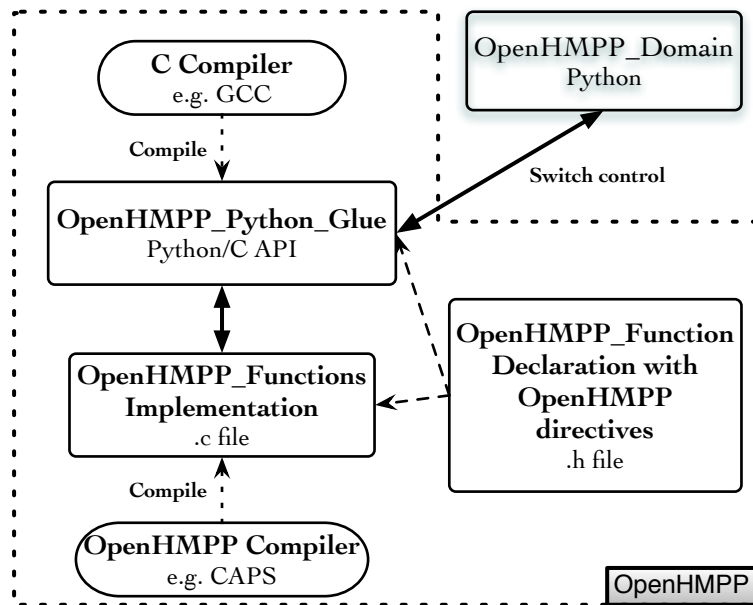 C Compiler
e.g. GCC
OpenHMPP_Domain
Python
Compile
Switch control
OpenHMPP_Python_Glue
Python/C API
OpenHMPP_Functions
Implementation
.c file
OpenHMPP_Function
Declaration with
OpenHMPP
directives
.h file
Compile
OpenHMPP Compiler
e.g. CAPS
OpenHMPP